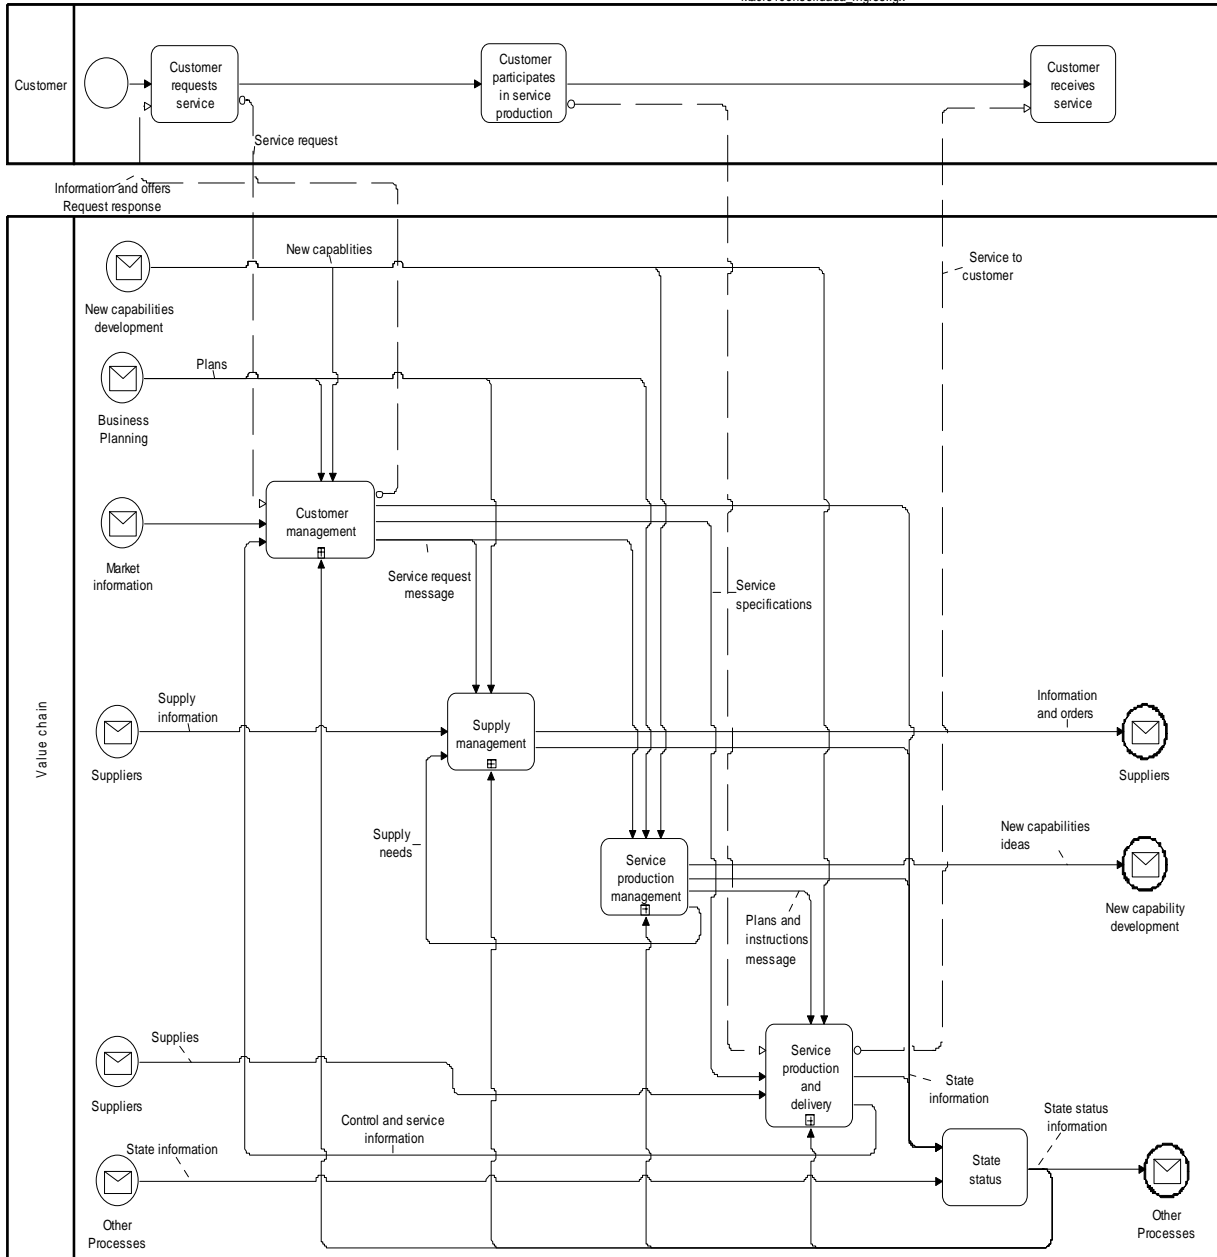 Customer
Customer
requests
service
Customer
participates
in service
production
Customer
receives
service
Service request
Information and offers
Request response
Value chain
New capablities
Service to
customer
New capabilities
development
Plans
Business
Planning
Customer
management
Market
information
Service request
message
Service
specifications
Supply
information
Information
and orders
Supply
management
Suppliers
Suppliers
Supply
needs
New capabilities
ideas
Service
production
management
New capability
development
Plans and
instructions
message
Supplies
Service
production
and
delivery
Suppliers
State
information
Control and service
information
State status
information
State information
State
status
Other
Processes
Other
Processes